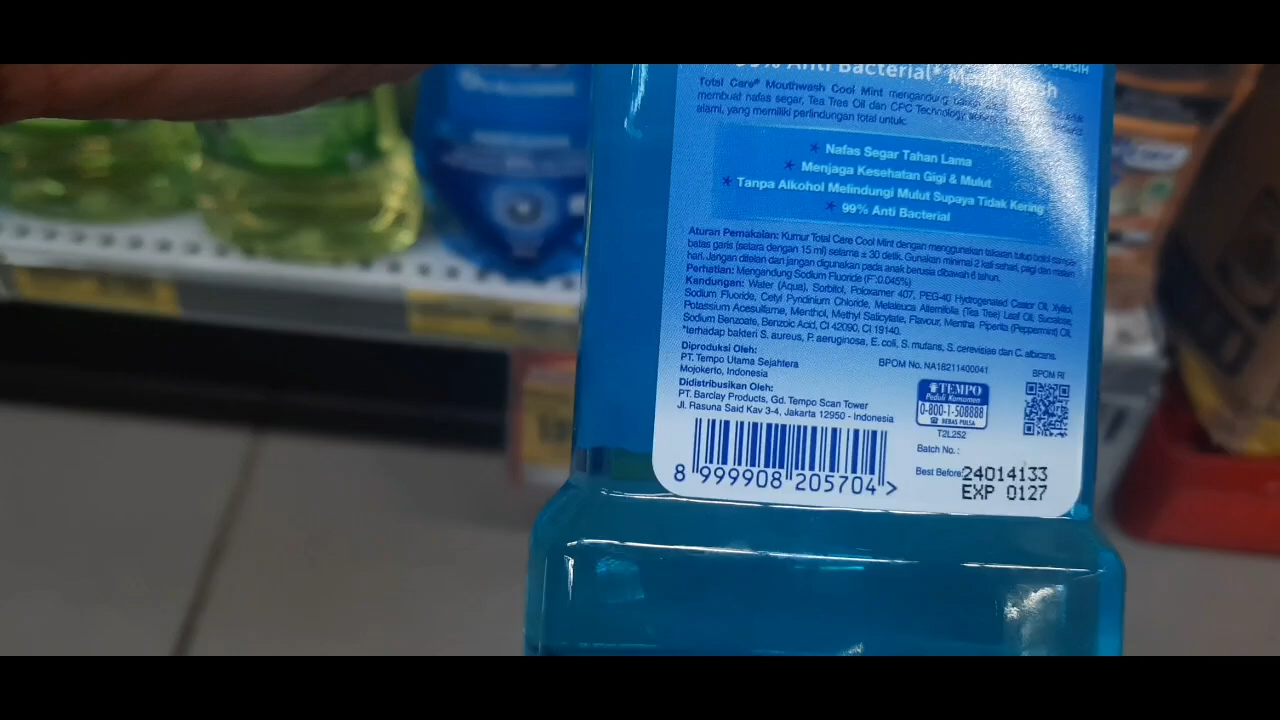 99% Anti Bacterial* Mouthwash
BERSIH
Total Care® Mouthwash Cool Mint mengandung
membuat nafas segar, Tea Tree Oil dan CPC Technology
alami, yang memiliki perlindungan total untuk:
* Nafas Segar Tahan Lama
* Menjaga Kesehatan Gigi & Mulut
* Tanpa Alkohol Melindungi Mulut Supaya Tidak Kering
* 99% Anti Bacterial
Aturan Pemakaian: Kumur Total Care Cool Mint dengan menggunakan takaran tutup botol sampai
batas garis (setara dengan 15 ml) selama ± 30 detik. Gunakan minimal 2 kali sehari, pagi dan malam
hari. Jangan ditelan dan jangan digunakan pada anak berusia dibawah 6 tahun.
Perhatian: Mengandung Sodium Fluoride (F:0.045%)
Kandungan: Water (Aqua), Sorbitol, Poloxamer 407, PEG-40 Hydrogenated Castor Oil, Xylitol,
Sodium Fluoride, Cetyl Pyridinium Chloride, Melaleuca Alternifolia (Tea Tree) Leaf Oil, Sucralose,
Potassium Acesulfame, Menthol, Methyl Salicylate, Flavour, Mentha Piperita (Peppermint) Oil,
Sodium Benzoate, Benzoic Acid, CI 42090, CI 19140.
*terhadap bakteri S. aureus, P. aeruginosa, E. coli, S. mutans, S. cerevisiae dan C. albicans.
Diproduksi Oleh:
PT. Tempo Utama Sejahtera
Mojokerto, Indonesia
Didistribusikan Oleh:
PT. Barclay Products, Gd. Tempo Scan Tower
Jl. Rasuna Said Kav 3-4, Jakarta 12950 - Indonesia
BPOM No. NA18211400041
BPOM RI
TEMPO
Peduli Konsumen
0-800-1-508888
BEBAS PULSA
T2L252
Batch No. :
Best Before: 24014133
EXP 0127
8 999908 205704 >